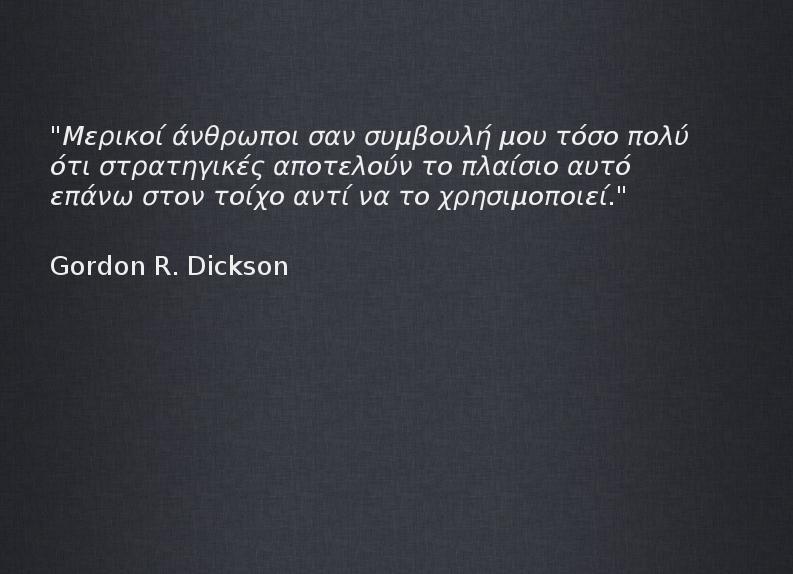 "Μερικοί άνθρωποι σαν συμβουλή μου τόσο πολύ
ότι στρατηγικές αποτελούν το πλαίσιο αυτό
επάνω στον τοίχο αντί να το χρησιμοποιεί."
Gordon R. Dickson